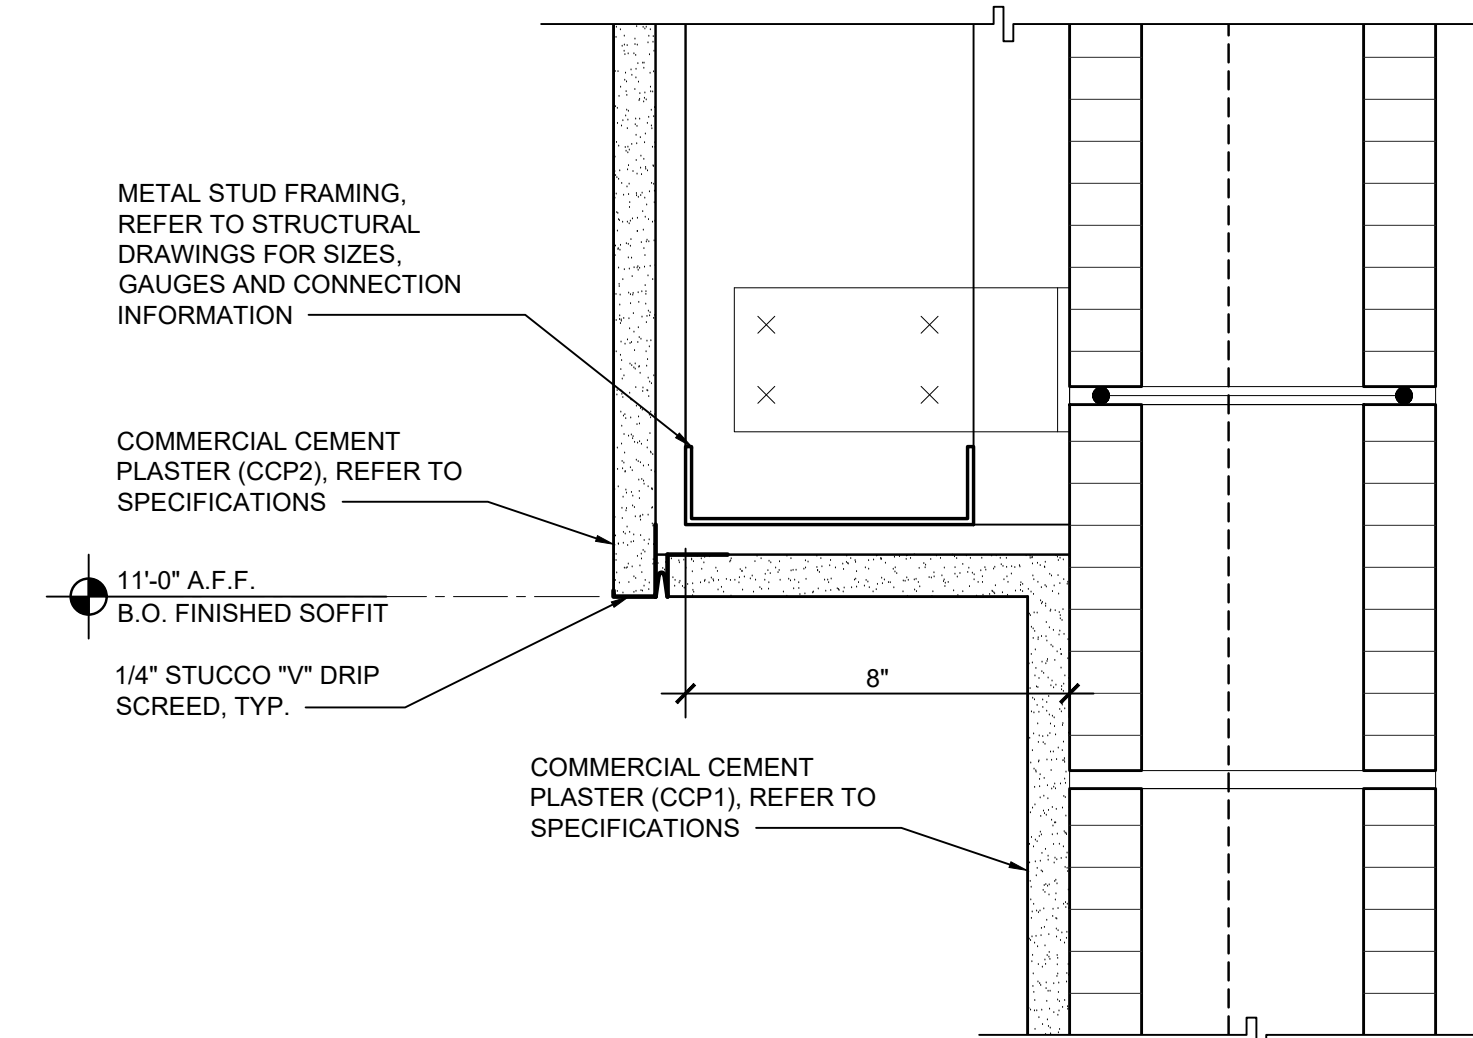 METAL STUD FRAMING,
REFER TO STRUCTURAL
DRAWINGS FOR SIZES,
GAUGES AND CONNECTION
INFORMATION
COMMERCIAL CEMENT
PLASTER (CCP2), REFER TO
SPECIFICATIONS
11'-0" A.F.F.
B.O. FINISHED SOFFIT
1/4" STUCCO "V" DRIP
SCREED, TYP.
8"
COMMERCIAL CEMENT
PLASTER (CCP1), REFER TO
SPECIFICATIONS